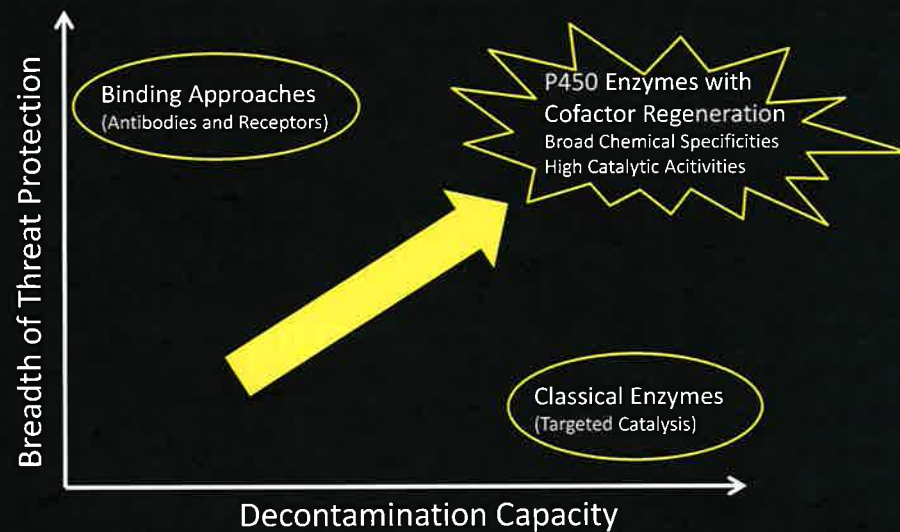 Breadth of Threat Protection
Binding Approaches
(Antibodies and Receptors)
P450 Enzymes with
Cofactor Regeneration
Broad Chemical Specificities
High Catalytic Acitivities
Classical Enzymes
(Targeted Catalysis)
Decontamination Capacity